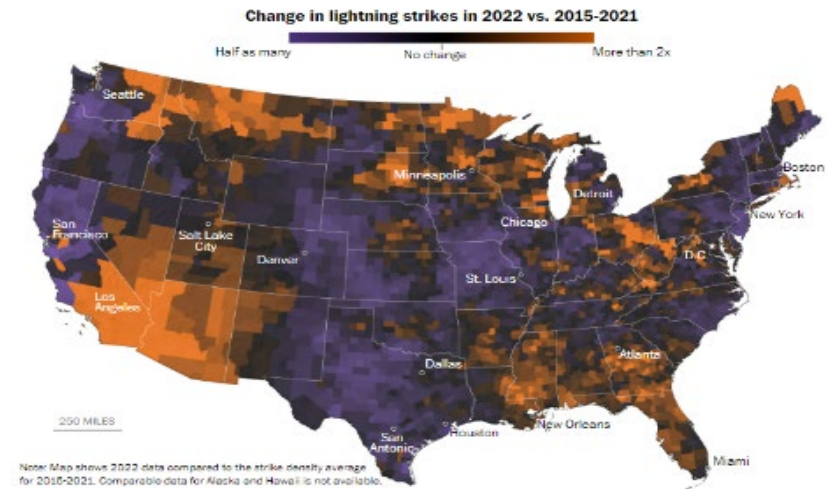 Change in lightning strikes in 2022 vs. 2015-2021
Half as many
No change
More than 2x
Seattle
Minneapolis
Boston
Detroit
New York
San
Francisco
Salt Lake
City
Chicago
Denver
D.C
St. Louis
Los
Angeles
Atlanta
Dallas
250 MILES
New Orleans
San
Antonio
Houston
Miami
Note: Map shows 2022 data compared to the strike density average
for 2015-2021. Comparable data for Alaska and Hawaii is not available.